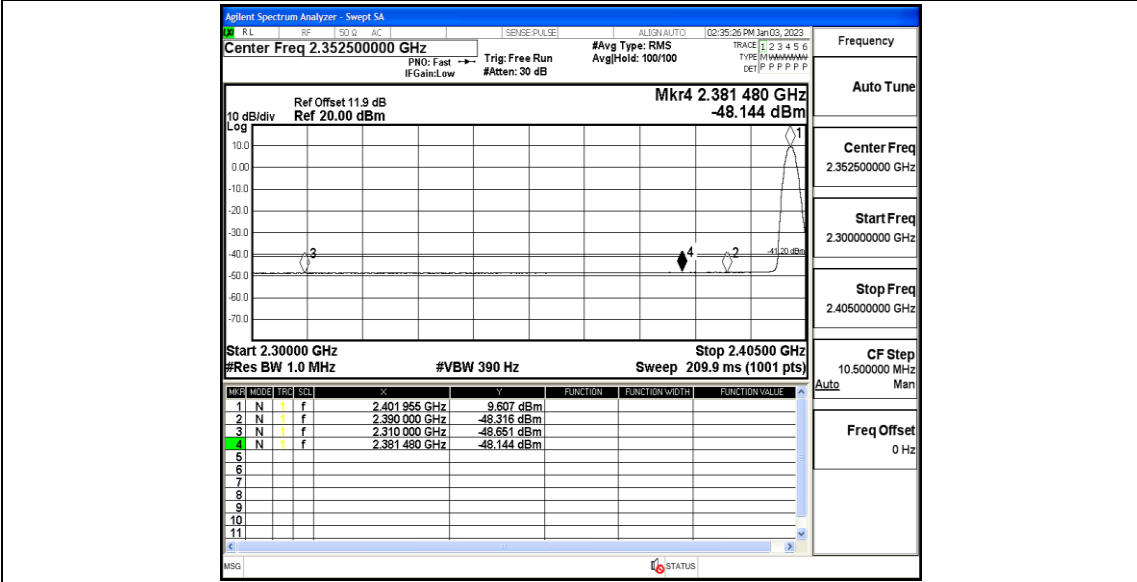 Agilent Spectrum Analyzer - Swept SA
RL RF 50 Ω AC SENSE:PULSE ALIGNAUTO 02:35:26 PM Jan 03, 2023
Center Freq 2.352500000 GHz
PNO: Fast
IFGain:Low
Trig: Free Run
#Atten: 30 dB
#Avg Type: RMS
Avg|Hold: 100/100
TRACE 1 2 3 4 5 6
TYPE MWWWWW
DET P P P P P P
Mkr4 2.381 480 GHz
-48.144 dBm
Ref Offset 11.9 dB
10 dB/div Ref 20.00 dBm
Log
10.0
0.00
-10.0
-20.0
-30.0
-40.0
-50.0
-60.0
-70.0
1
3
4
2
-41.20 dBm
Start 2.30000 GHz Stop 2.40500 GHz
#Res BW 1.0 MHz #VBW 390 Hz Sweep 209.9 ms (1001 pts)
MKR MODE TRC SCL X Y FUNCTION FUNCTION WIDTH FUNCTION VALUE
1 N 1 f 2.401 955 GHz 9.607 dBm
2 N 1 f 2.390 000 GHz -48.316 dBm
3 N 1 f 2.310 000 GHz -48.651 dBm
4 N 1 f 2.381 480 GHz -48.144 dBm
5
6
7
8
9
10
11
MSG STATUS
Frequency
Auto Tune
Center Freq
2.352500000 GHz
Start Freq
2.300000000 GHz
Stop Freq
2.405000000 GHz
CF Step
10.500000 MHz
Auto Man
Freq Offset
0 Hz